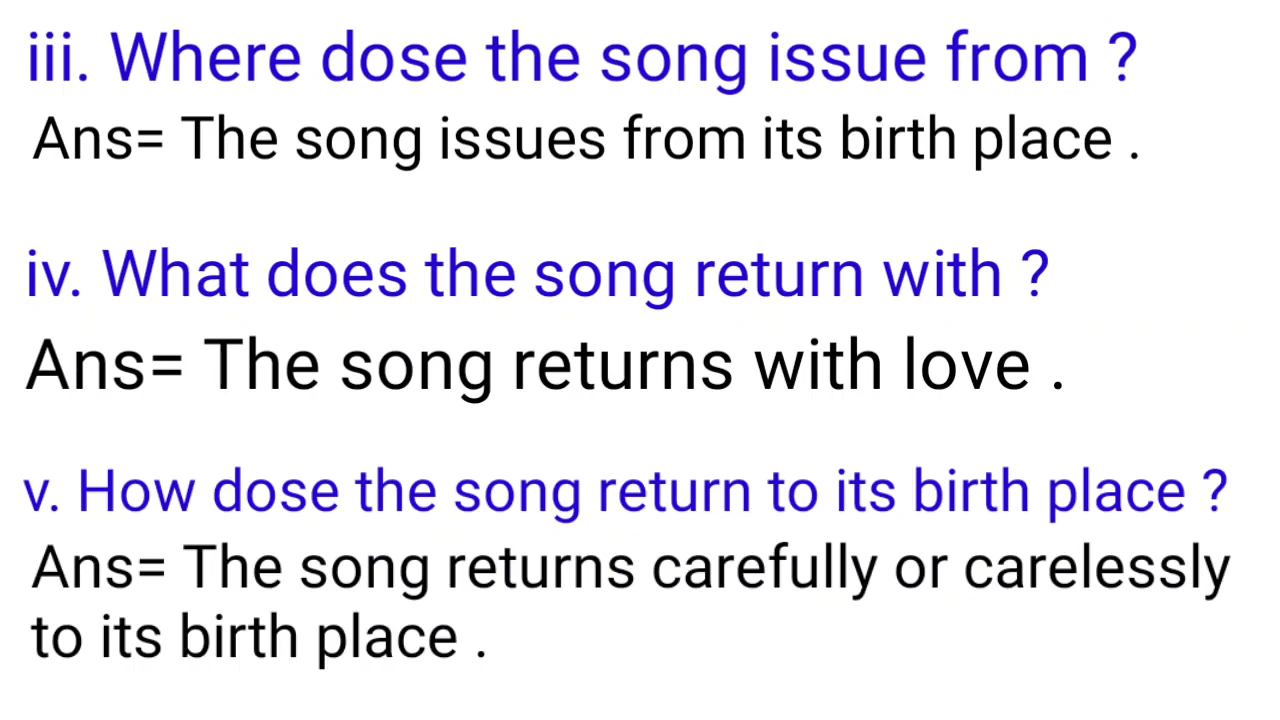 iii. Where dose the song issue from ?
Ans= The song issues from its birth place .
iv. What does the song return with ?
Ans= The song returns with love .
v. How dose the song return to its birth place ?
Ans= The song returns carefully or carelessly
to its birth place .